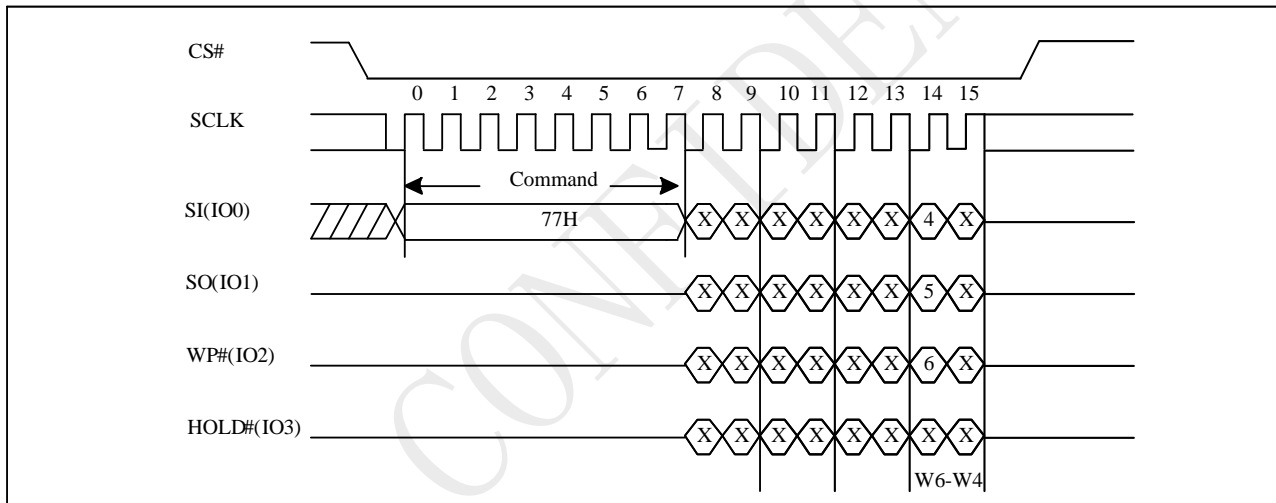 CS#
0 1 2 3 4 5 6 7 8 9 10 11 12 13 14 15
SCLK
Command
SI(IO0) 77H X X X X X X 4 X
SO(IO1) X X X X X X 5 X
WP#(IO2) X X X X X X 6 X
HOLD#(IO3) X X X X X X X X
W6-W4
CONFIDEN